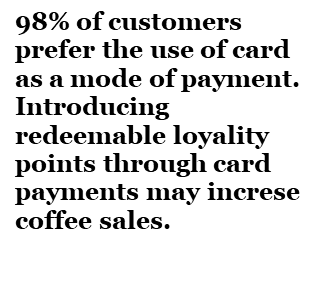 98% of customers
prefer the use of card
as a mode of payment.
Introducing
redeemable loyality
points through card
payments may increse
coffee sales.